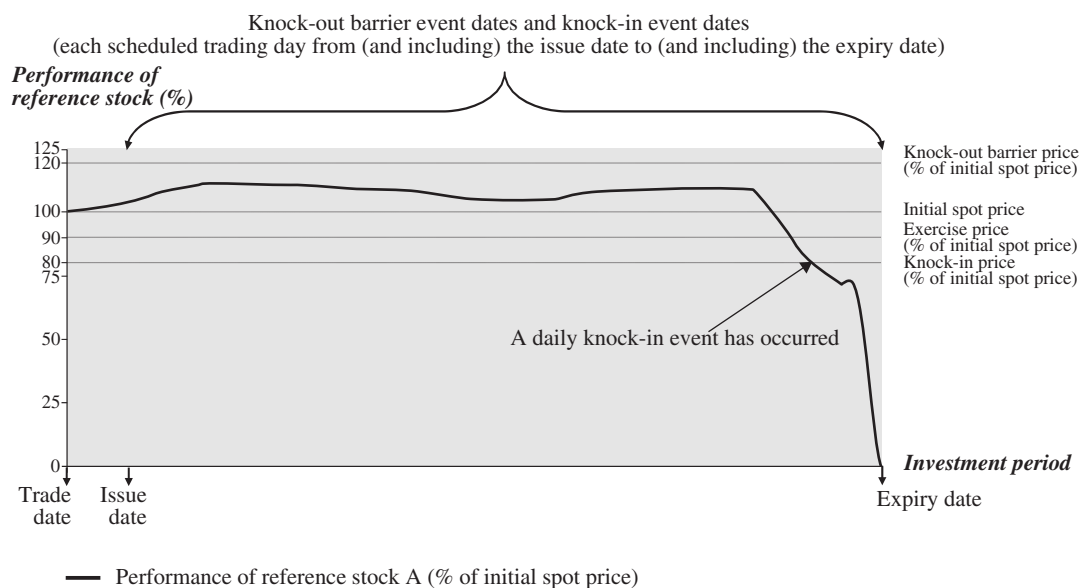 Knock-out barrier event dates and knock-in event dates
(each scheduled trading day from (and including) the issue date to (and including) the expiry date)
Performance of
reference stock (%)
125
120
100
90
80
75
50
25
0
Knock-out barrier price
(% of initial spot price)
Initial spot price
Exercise price
(% of initial spot price)
Knock-in price
(% of initial spot price)
A daily knock-in event has occurred
Investment period
Trade
date
Issue
date
Expiry date
Performance of reference stock A (% of initial spot price)